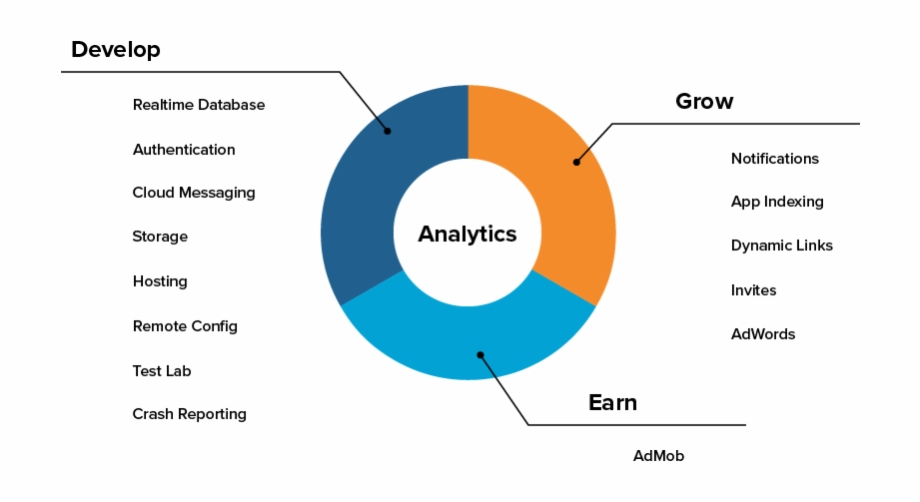 Develop
Realtime Database
Authentication
Cloud Messaging
Storage
Hosting
Remote Config
Test Lab
Crash Reporting
Analytics
Grow
Notifications
App Indexing
Dynamic Links
Invites
AdWords
Earn
AdMob